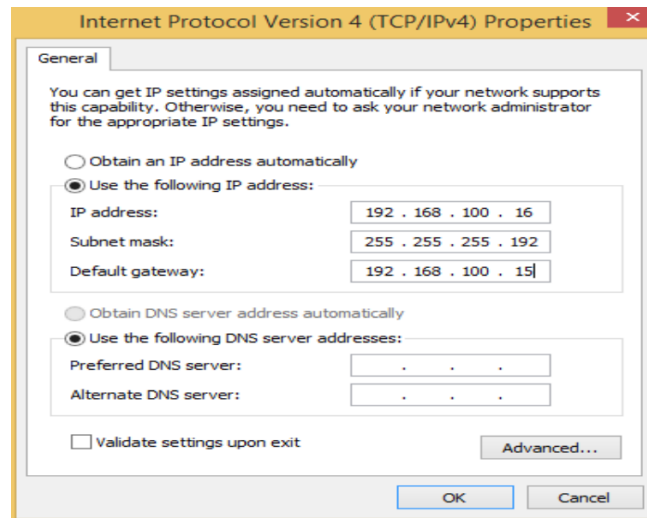 Internet Protocol Version 4 (TCP/IPv4) Properties
General
You can get IP settings assigned automatically if your network supports
this capability. Otherwise, you need to ask your network administrator
for the appropriate IP settings.
Obtain an IP address automatically
Use the following IP address:
IP address: 192 . 168 . 100 . 16
Subnet mask: 255 . 255 . 255 . 192
Default gateway: 192 . 168 . 100 . 15
Obtain DNS server address automatically
Use the following DNS server addresses:
Preferred DNS server: . . .
Alternate DNS server: . . .
Validate settings upon exit
Advanced...
OK Cancel